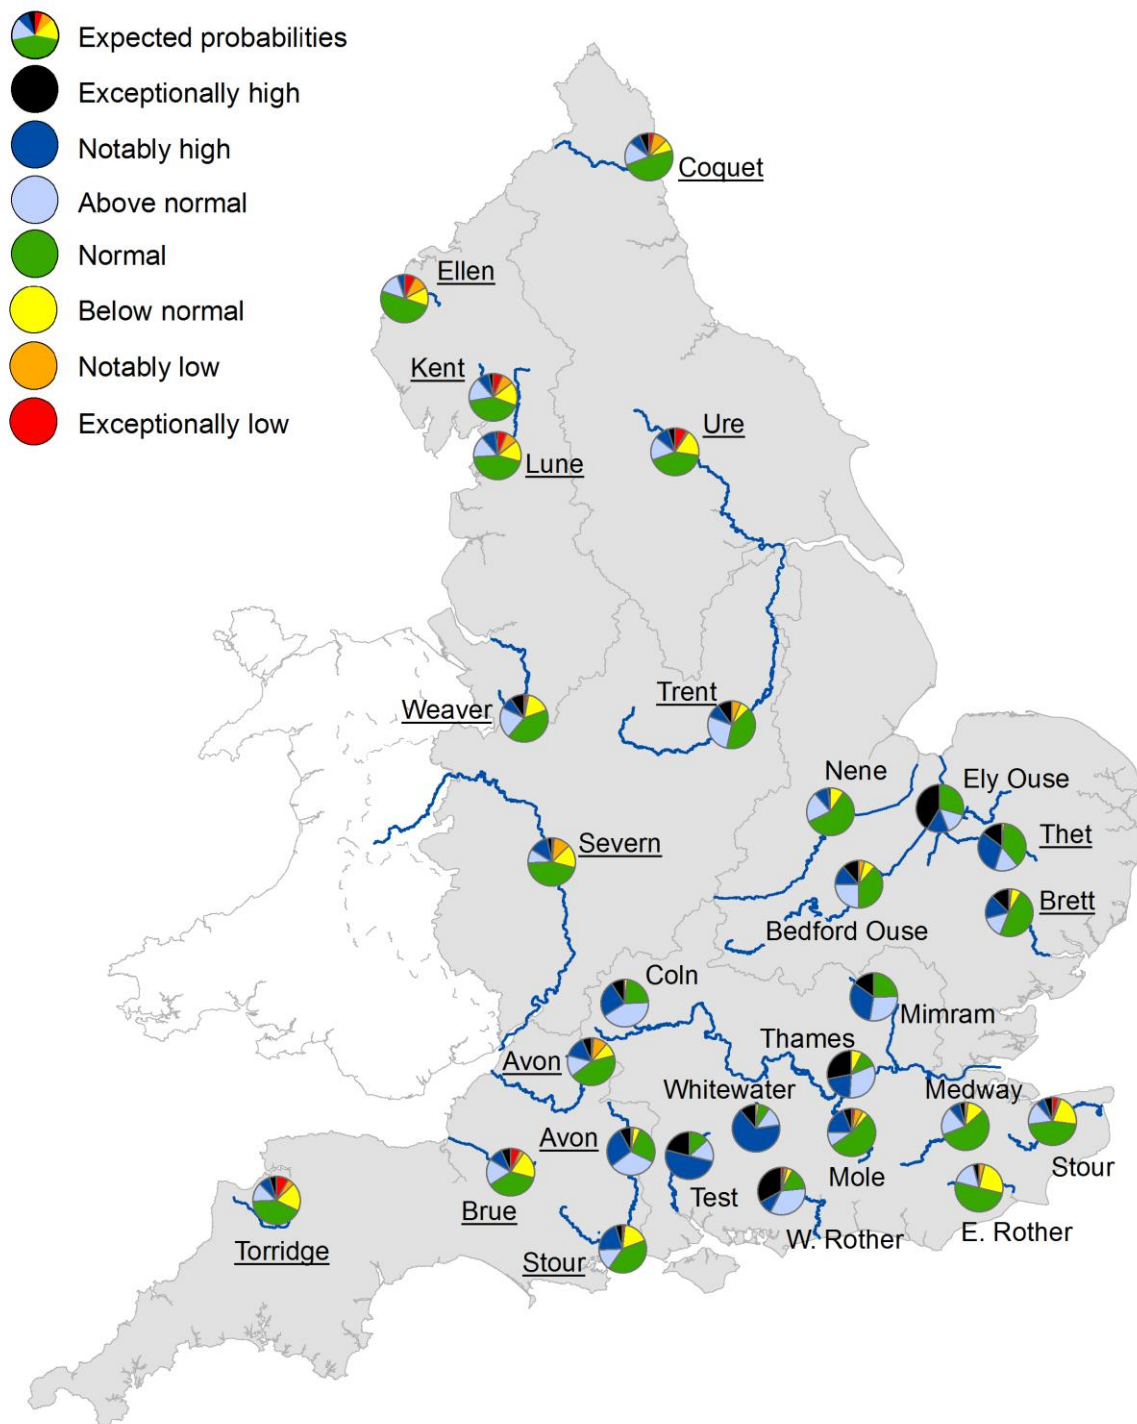 Expected probabilities
Exceptionally high
Notably high
Above normal
Normal
Below normal
Notably low
Exceptionally low
Coquet
Ellen
Kent
Ure
Lune
Weaver
Trent
Nene
Ely Ouse
Thet
Severn
Brett
Bedford Ouse
Coln
Mimram
Thames
Avon
Whitewater
Medway
Avon
Mole
Stour
Test
Brue
W. Rother
E. Rother
Torridge
Stour